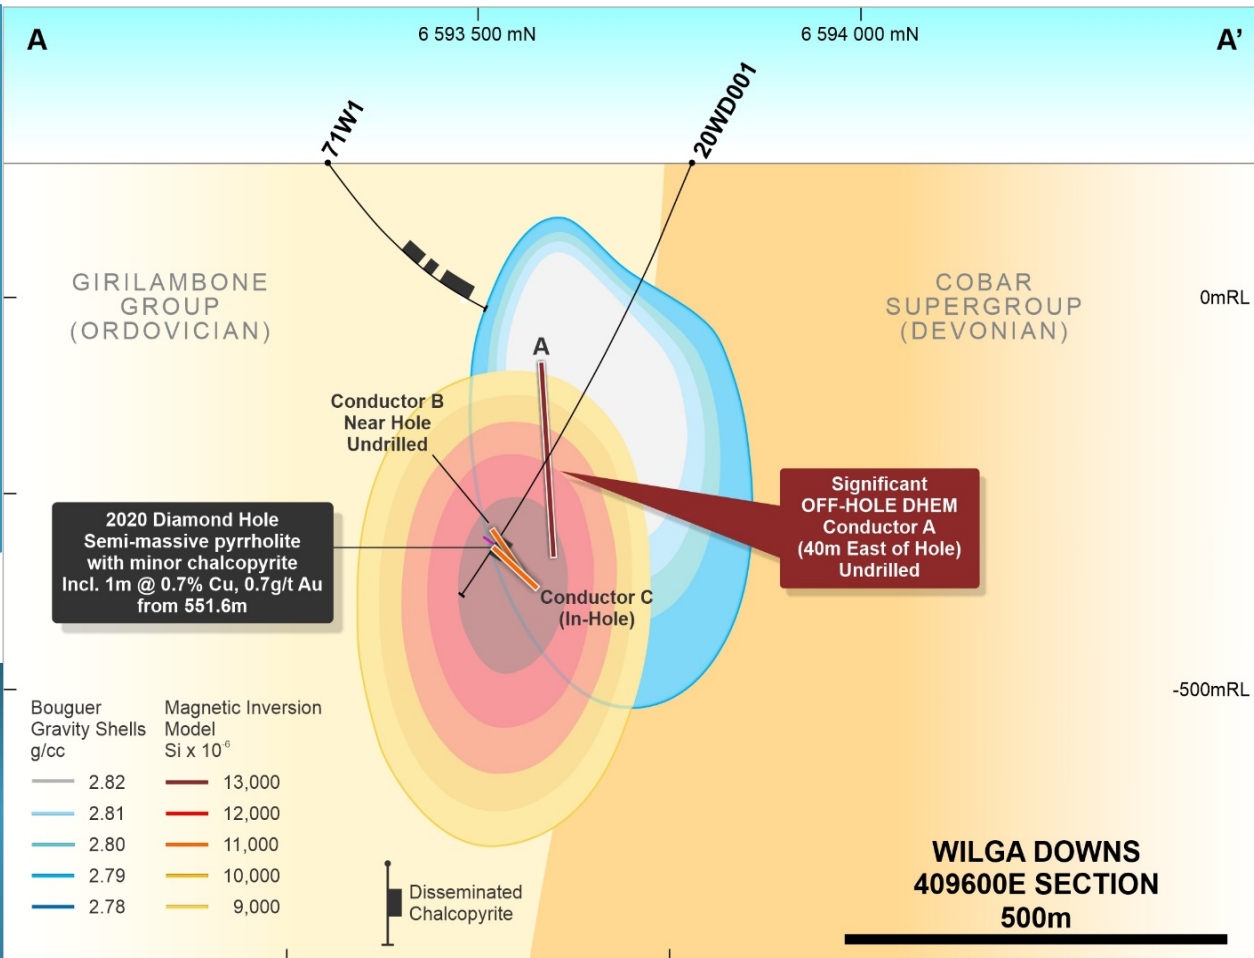 A
6 593 500 mN
6 594 000 mN
A’
71W1
20WD001
GIRILAMBONE
GROUP
(ORDOVICIAN)
COBAR
SUPERGROUP
(DEVONIAN)
0mRL
A
Conductor B
Near Hole
Undrilled
Significant
OFF-HOLE DHEM
Conductor A
(40m East of Hole)
Undrilled
2020 Diamond Hole
Semi-massive pyrrholite
with minor chalcopyrite
Incl. 1m @ 0.7% Cu, 0.7g/t Au
from 551.6m
Conductor C
(In-Hole)
-500mRL
Bouguer
Gravity Shells
g/cc
2.82
2.81
2.80
2.79
2.78
Magnetic Inversion
Model
Si x 10⁻⁶
13,000
12,000
11,000
10,000
9,000
Disseminated
Chalcopyrite
WILGA DOWNS
409600E SECTION
500m